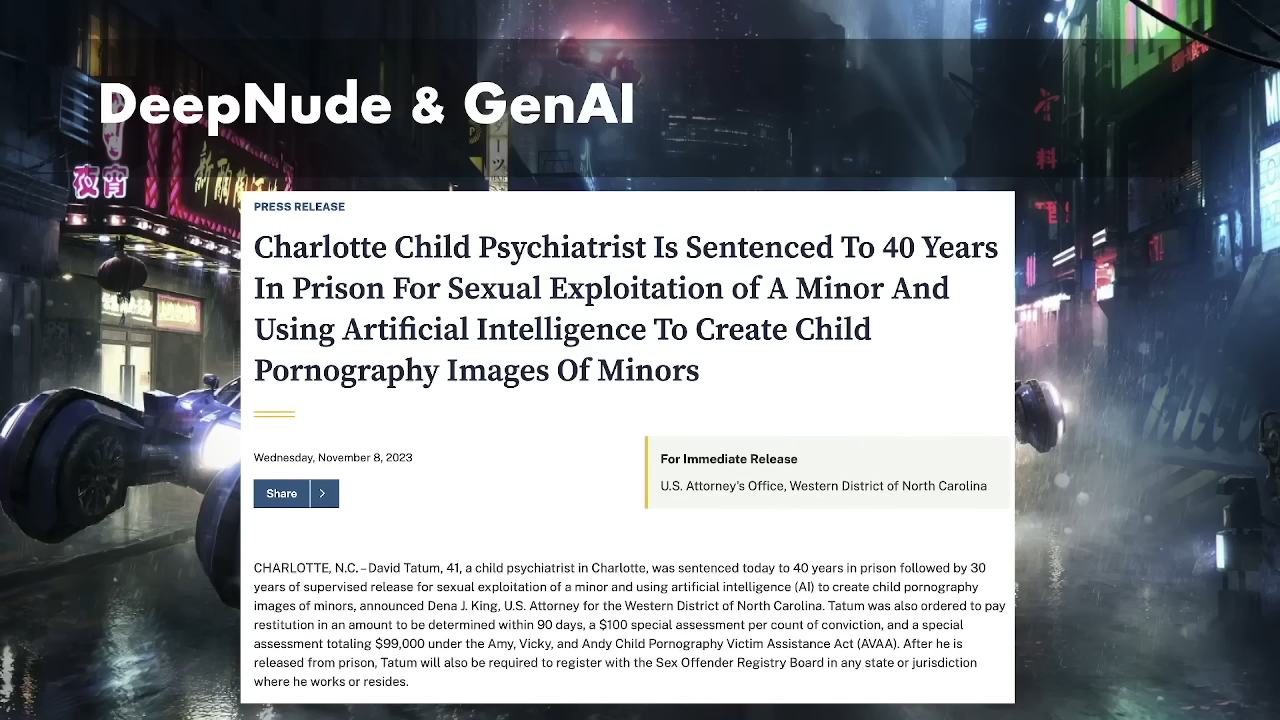 DeepNude & GenAI
夜宵
PRESS RELEASE
Charlotte Child Psychiatrist Is Sentenced To 40 Years
In Prison For Sexual Exploitation of A Minor And
Using Artificial Intelligence To Create Child
Pornography Images Of Minors
Wednesday, November 8, 2023
For Immediate Release
Share
U.S. Attorney's Office, Western District of North Carolina
CHARLOTTE, N.C. – David Tatum, 41, a child psychiatrist in Charlotte, was sentenced today to 40 years in prison followed by 30
years of supervised release for sexual exploitation of a minor and using artificial intelligence (AI) to create child pornography
images of minors, announced Dena J. King, U.S. Attorney for the Western District of North Carolina. Tatum was also ordered to pay
restitution in an amount to be determined within 90 days, a $100 special assessment per count of conviction, and a special
assessment totaling $99,000 under the Amy, Vicky, and Andy Child Pornography Victim Assistance Act (AVAA). After he is
released from prison, Tatum will also be required to register with the Sex Offender Registry Board in any state or jurisdiction
where he works or resides.